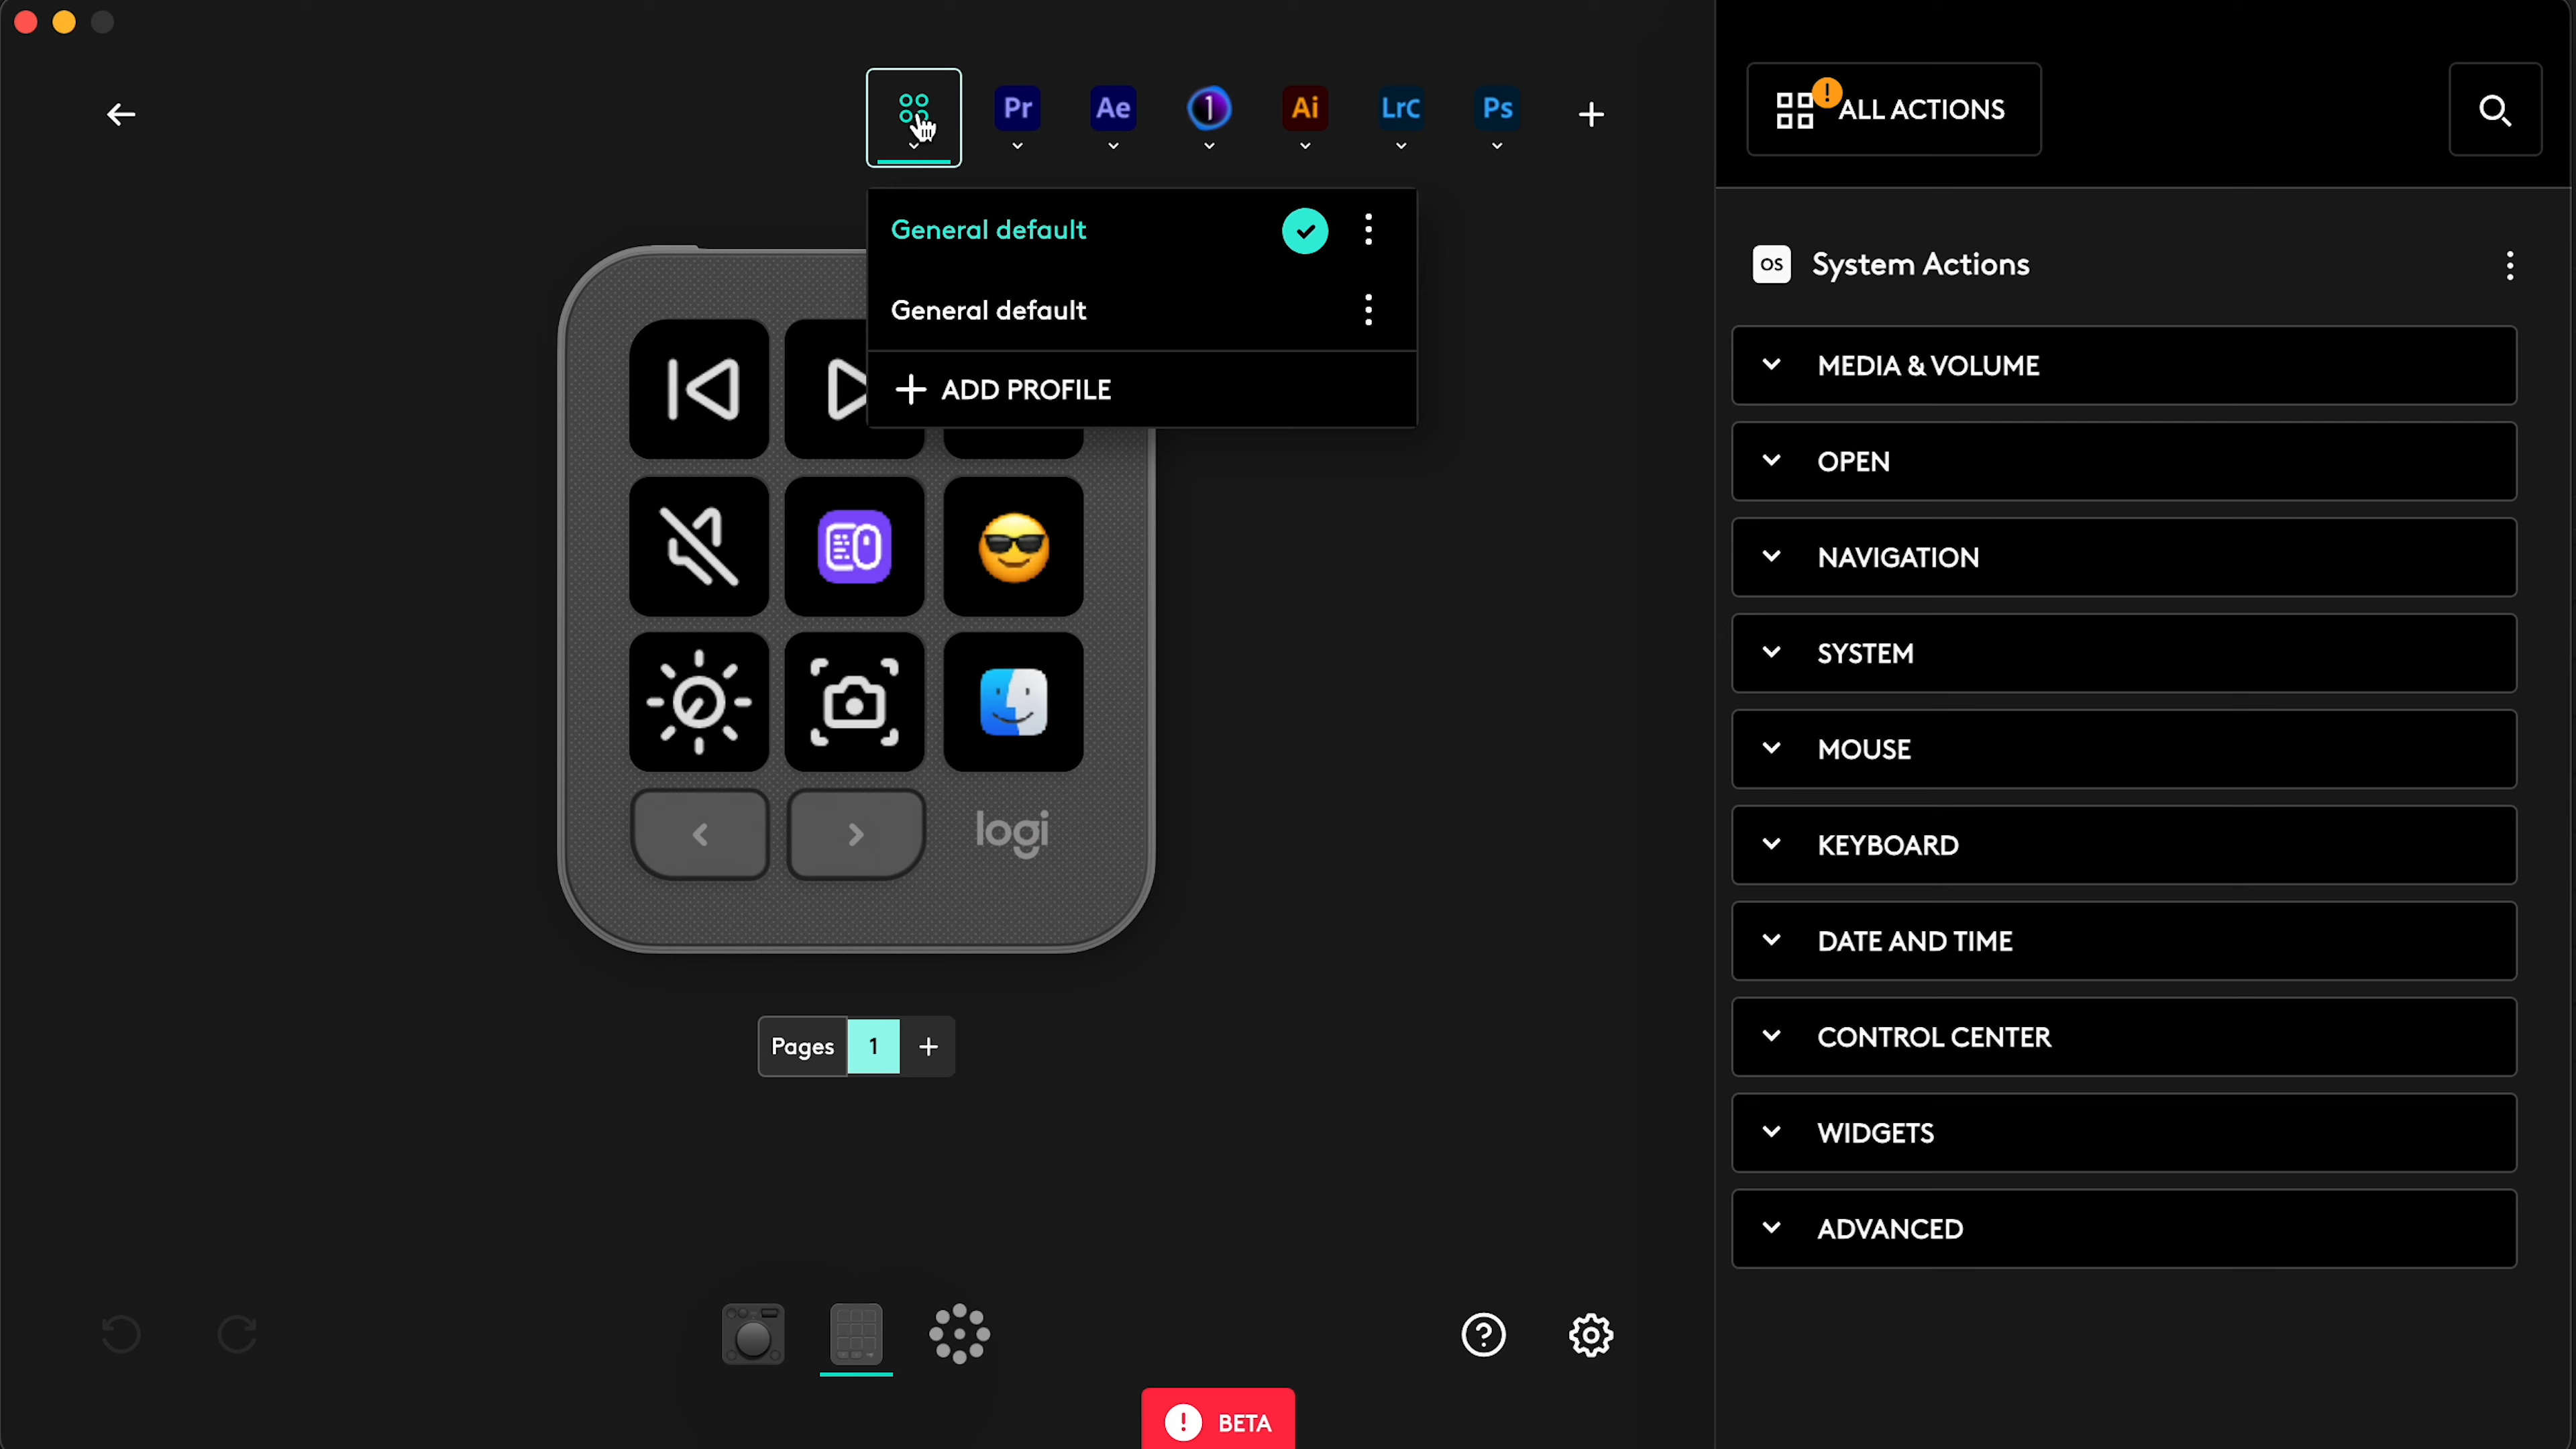 Pr
Ae
1
Ai
LrC
Ps
ALL ACTIONS
General default
General default
ADD PROFILE
logi
Pages 1 +
BETA
OS System Actions
MEDIA & VOLUME
OPEN
NAVIGATION
SYSTEM
MOUSE
KEYBOARD
DATE AND TIME
CONTROL CENTER
WIDGETS
ADVANCED